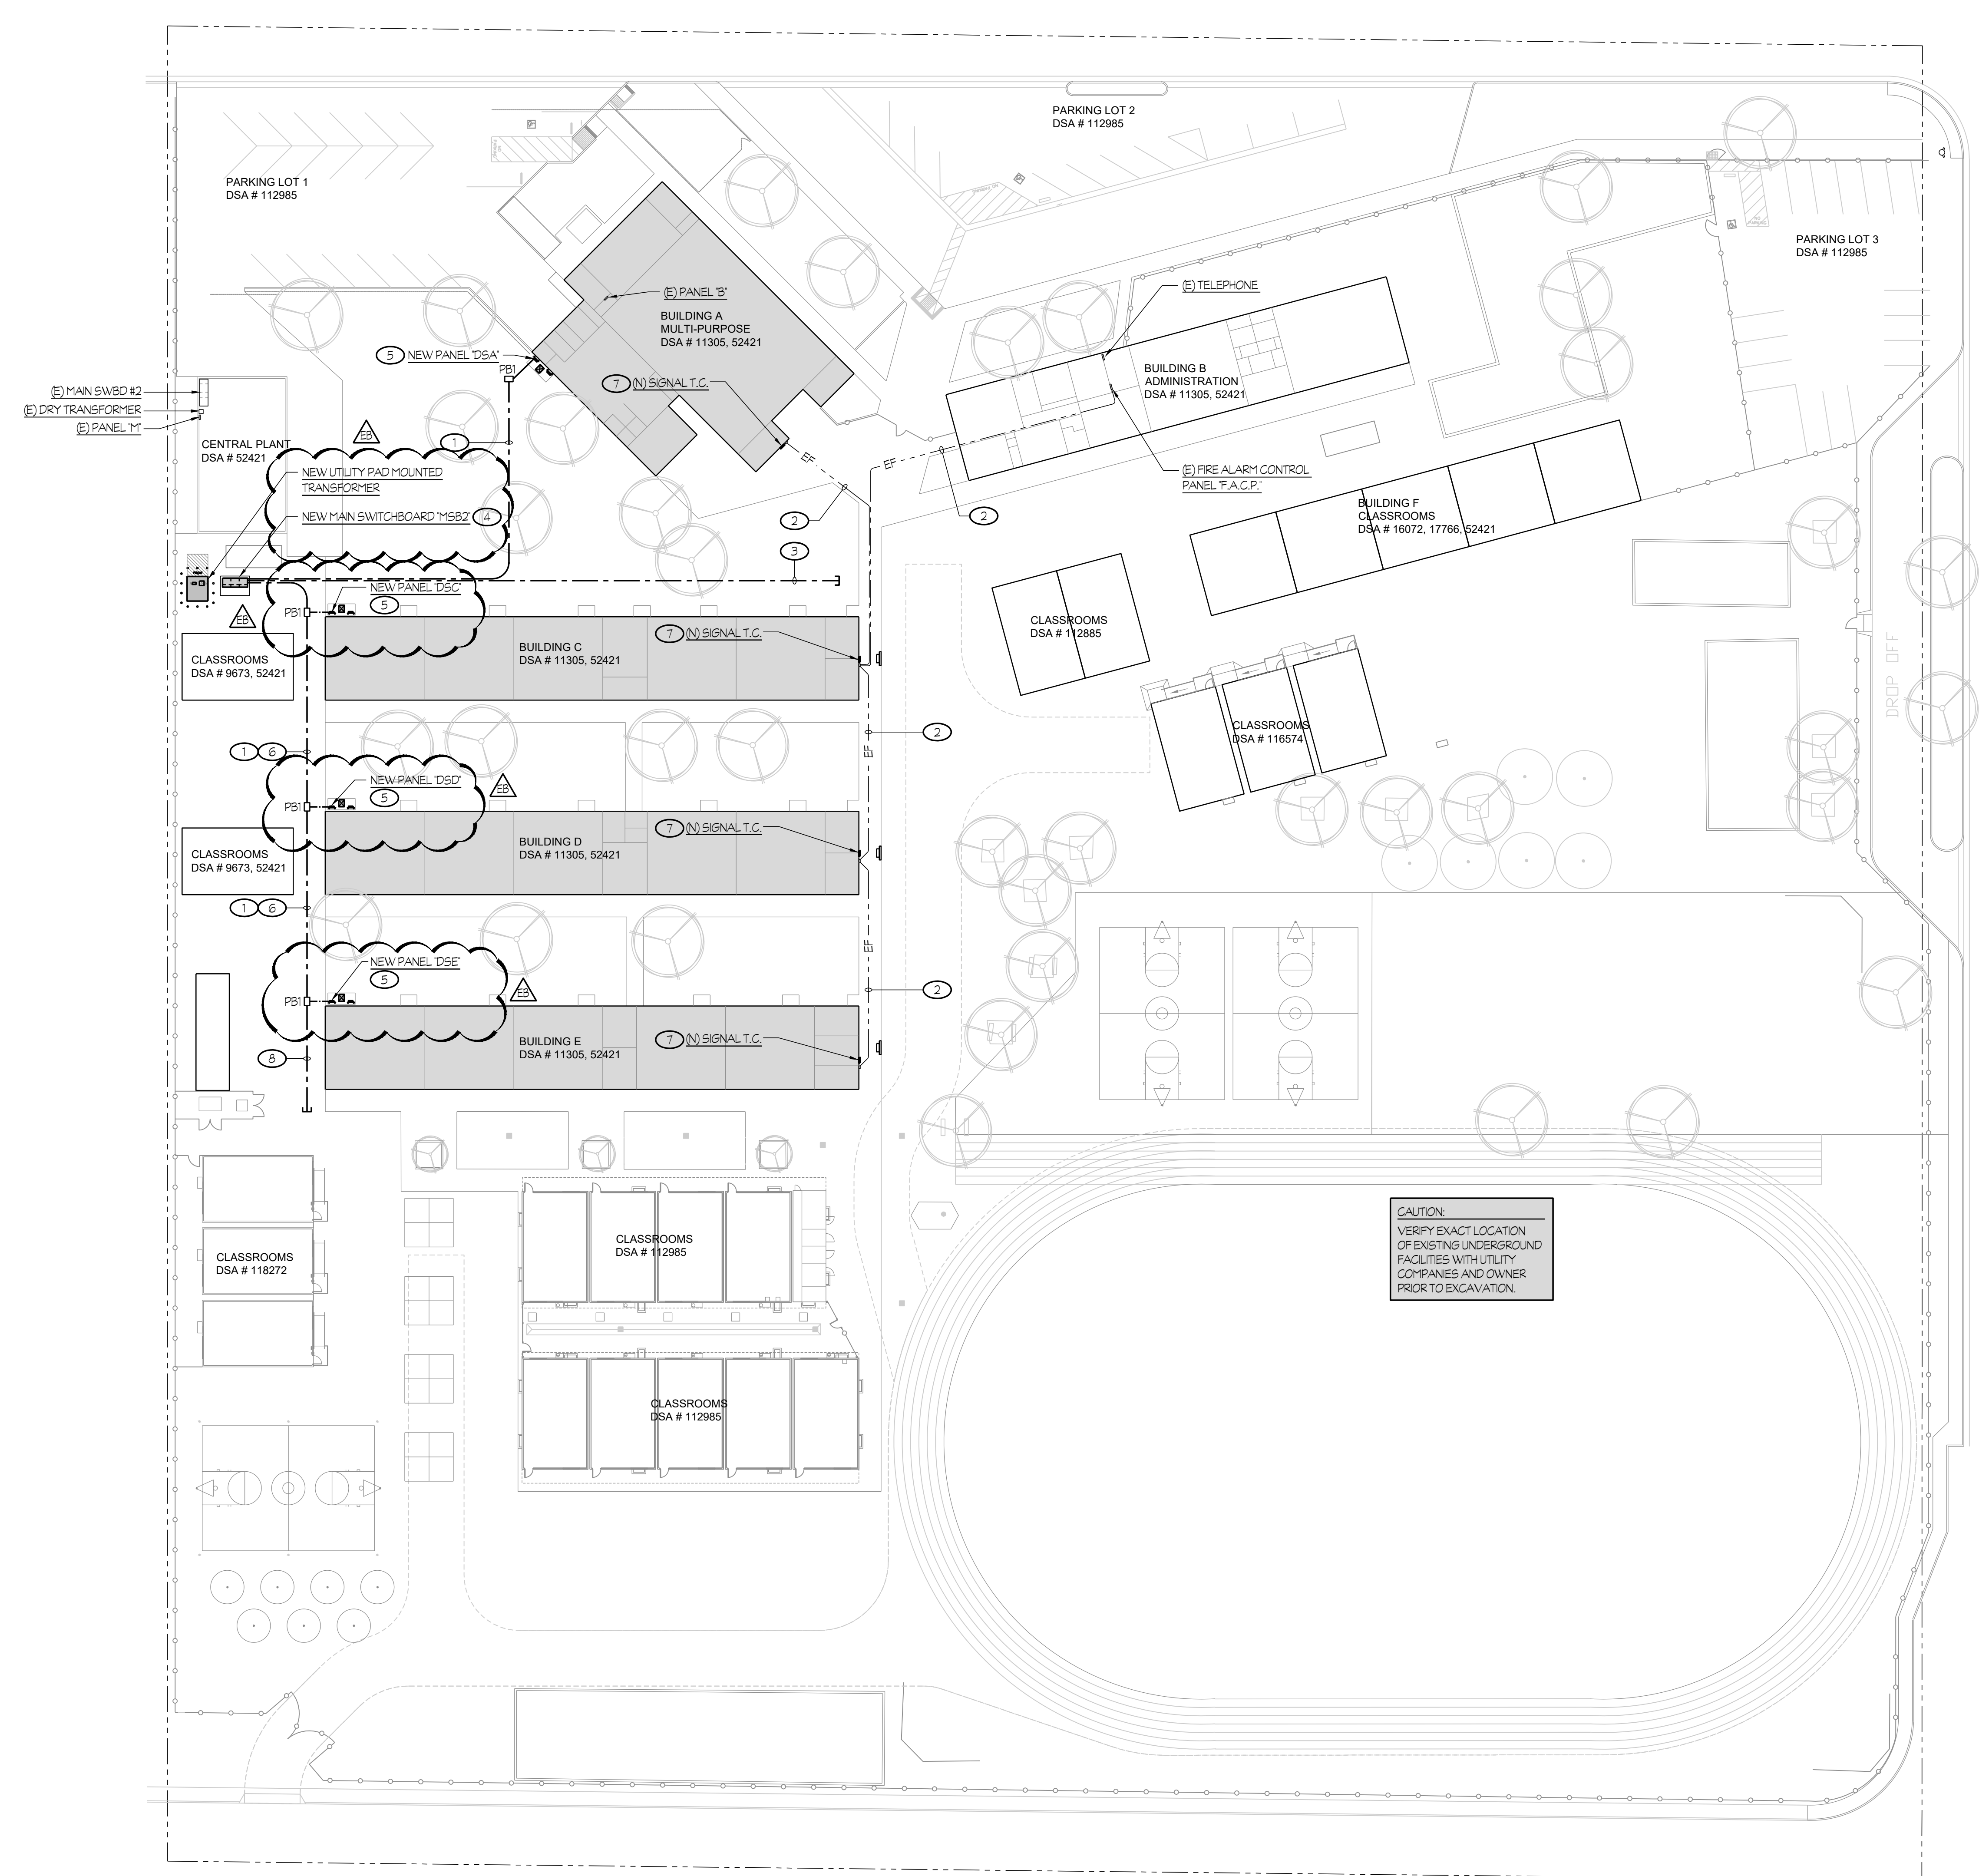 PARKING LOT 2
DSA # 112985
PARKING LOT 1
DSA # 112985
PARKING LOT 3
DSA # 112985
(E) PANEL "B"
(E) TELEPHONE
BUILDING A
MULTI-PURPOSE
DSA # 11305, 52421
5 NEW PANEL "DSA"
PB1
7 (N) SIGNAL T.C.
BUILDING B
ADMINISTRATION
DSA # 11305, 52421
(E) MAIN SWBD #2
(E) DRY TRANSFORMER
(E) PANEL "M"
CENTRAL PLANT
DSA # 52421
EB
1
EF
EF
(E) FIRE ALARM CONTROL
PANEL "F.A.C.P."
NEW UTILITY PAD MOUNTED
TRANSFORMER
NEW MAIN SWITCHBOARD "MSB2" 4
2
2
3
BUILDING F
CLASSROOMS
DSA # 16072, 17766, 52421
NEW PANEL "DSC"
5
PB1
EB
CLASSROOMS
DSA # 112885
BUILDING C
DSA # 11305, 52421
7 (N) SIGNAL T.C.
CLASSROOMS
DSA # 9673, 52421
DROP OFF
CLASSROOMS
DSA # 116574
2
1 6
EF
NEW PANEL "DSD"
5
EB
PB1
BUILDING D
DSA # 11305, 52421
7 (N) SIGNAL T.C.
CLASSROOMS
DSA # 9673, 52421
1 6
EF
NEW PANEL "DSE"
5
EB
2
PB1
BUILDING E
DSA # 11305, 52421
7 (N) SIGNAL T.C.
8
CAUTION:
VERIFY EXACT LOCATION
OF EXISTING UNDERGROUND
FACILITIES WITH UTILITY
COMPANIES AND OWNER
PRIOR TO EXCAVATION.
CLASSROOMS
DSA # 112985
CLASSROOMS
DSA # 118272
CLASSROOMS
DSA # 112985